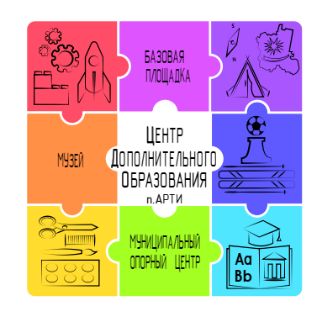 БАЗОВАЯ
ПЛОЩАДКА
МУЗЕЙ
ЦЕНТР
ДОПОЛНИТЕЛЬНОГО
ОБРАЗОВАНИЯ
п.АРТИ
МУНИЦИПАЛЬНЫЙ
ОПОРНЫЙ ЦЕНТР
Aa
Bb